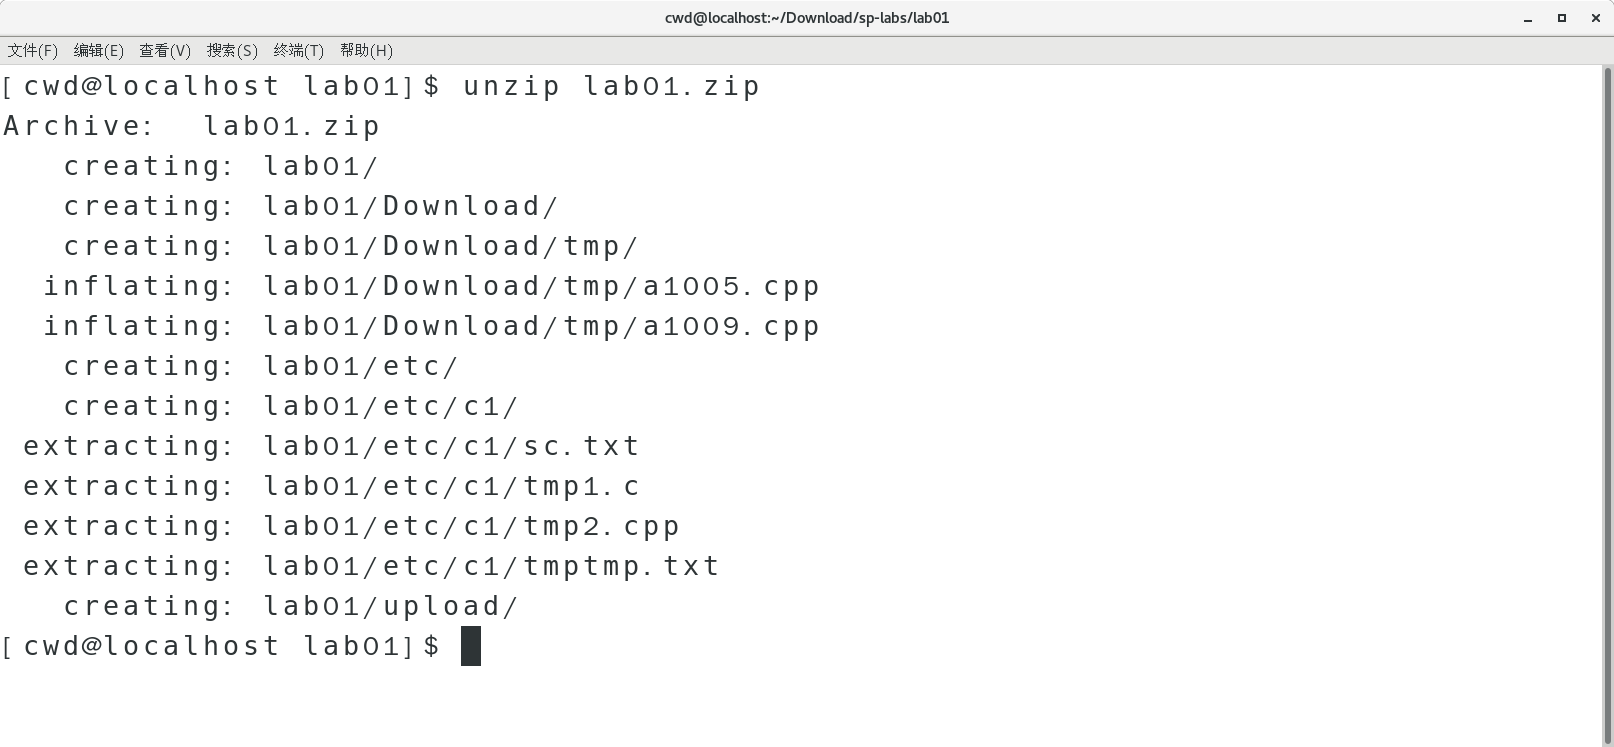 cwd@localhost:~/Download/sp-labs/lab01
文件(F) 编辑(E) 查看(V) 搜索(S) 终端(T) 帮助(H)
[cwd@localhost lab01]$ unzip lab01.zip
Archive:  lab01.zip
   creating: lab01/
   creating: lab01/Download/
   creating: lab01/Download/tmp/
  inflating: lab01/Download/tmp/a1005.cpp
  inflating: lab01/Download/tmp/a1009.cpp
   creating: lab01/etc/
   creating: lab01/etc/c1/
 extracting: lab01/etc/c1/sc.txt
 extracting: lab01/etc/c1/tmp1.c
 extracting: lab01/etc/c1/tmp2.cpp
 extracting: lab01/etc/c1/tmptmp.txt
   creating: lab01/upload/
[cwd@localhost lab01]$